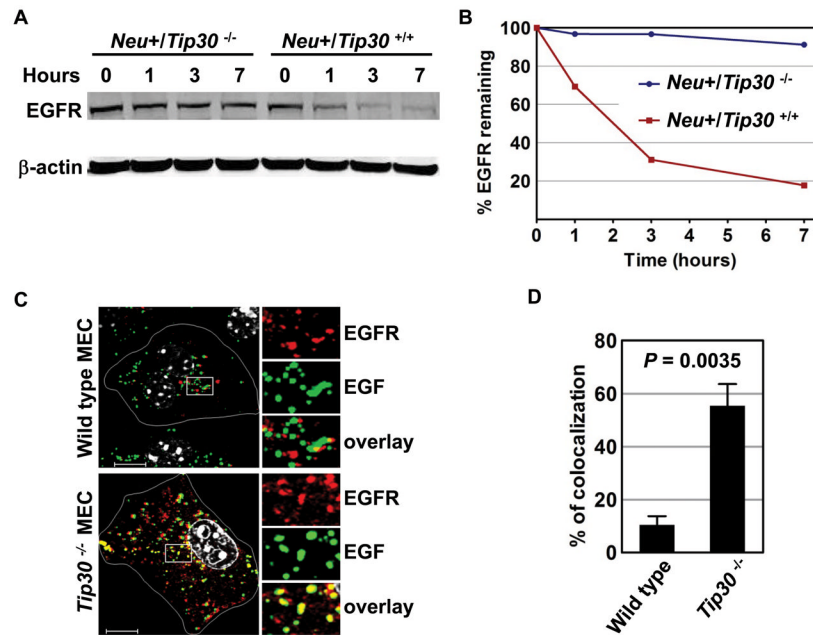 A
Neu+/Tip30 -/- Neu+/Tip30 +/+
Hours 0 1 3 7 0 1 3 7
EGFR
β-actin
B
% EGFR remaining
100
80
60
40
20
0 1 2 3 4 5 6 7
Time (hours)
Neu+/Tip30 -/-
Neu+/Tip30 +/+
C
Wild type MEC
EGFR
EGF
overlay
Tip30 -/- MEC
EGFR
EGF
overlay
D
% of colocalization
80
60
40
20
0
P = 0.0035
Wild type
Tip30 -/-